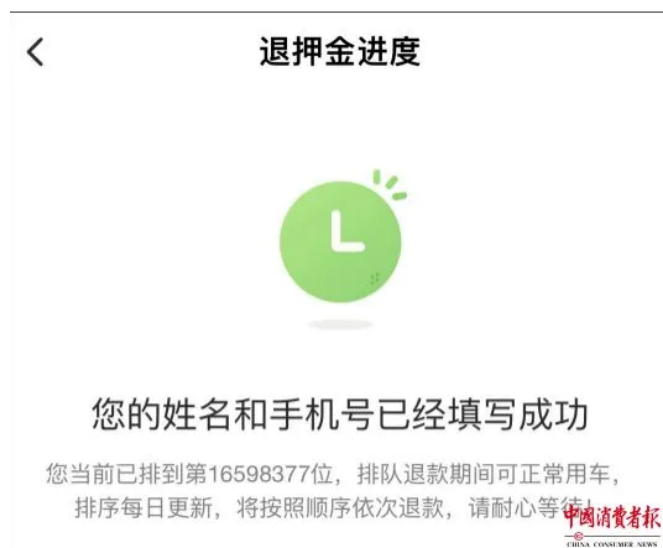 退押金进度
您的姓名和手机号已经填写成功
您当前已排到第16598377位，排队退款期间可正常用车，
排序每日更新，将按照顺序依次退款，请耐心等待！
中国消费者报
CHINA CONSUMER NEWS